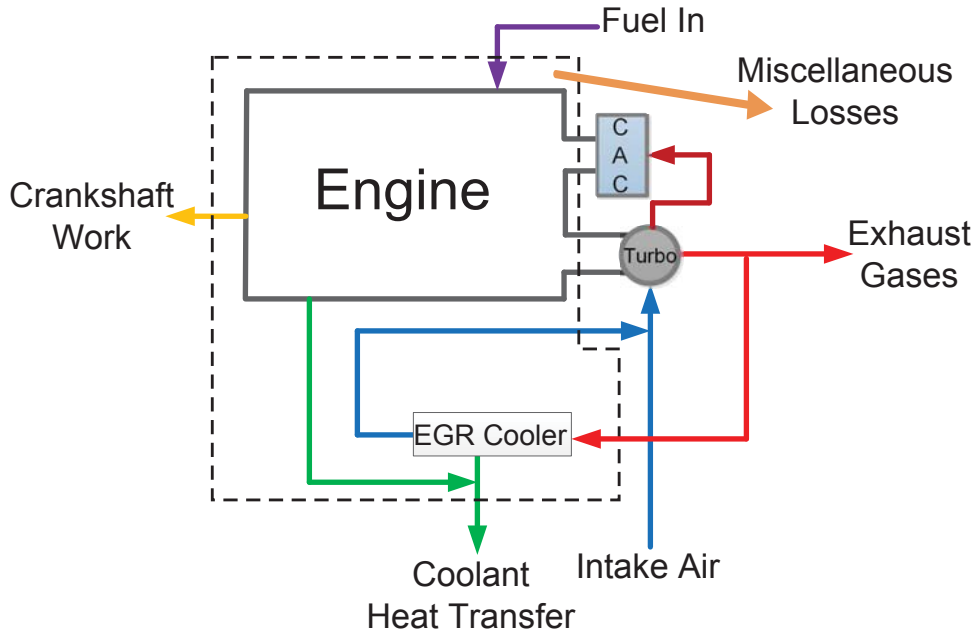 Fuel In
Miscellaneous
Losses
C
A
C
Engine
Crankshaft
Work
Turbo
Exhaust
Gases
EGR Cooler
Intake Air
Coolant
Heat Transfer